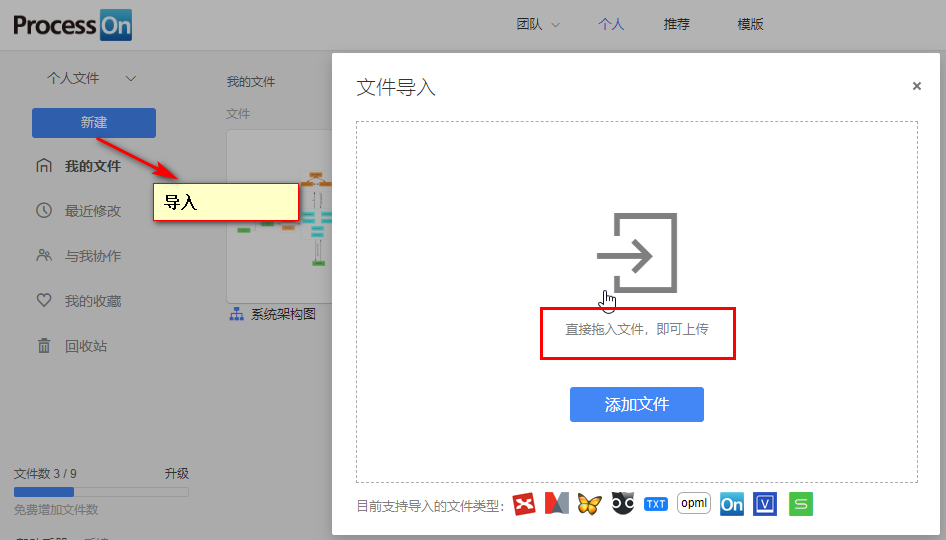 ProcessOn
团队
个人
推荐
模版
个人文件
我的文件
文件导入
×
文件
新建
我的文件
导入
最近修改
与我协作
我的收藏
系统架构图
直接拖入文件，即可上传
回收站
添加文件
文件数 3 / 9
升级
免费增加文件数
目前支持导入的文件类型：
TXT
opml
On
V
S